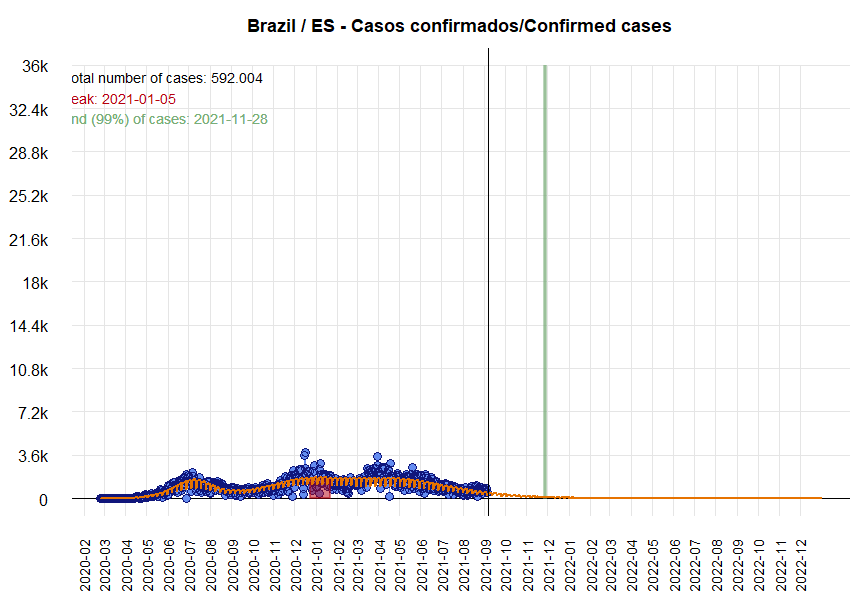 Brazil / ES - Casos confirmados/Confirmed cases
36k
otal number of cases: 592.004
eak: 2021-01-05
32.4k
nd (99%) of cases: 2021-11-28
28.8k
25.2k
21.6k
18k
14.4k
10.8k
7.2k
3.6k
0
2020-02
2020-03
2020-04
2020-05
2020-06
2020-07
2020-08
2020-09
2020-10
2020-11
2020-12
2021-01
2021-02
2021-03
2021-04
2021-05
2021-06
2021-07
2021-08
2021-09
2021-10
2021-11
2021-12
2022-01
2022-02
2022-03
2022-04
2022-05
2022-06
2022-07
2022-08
2022-09
2022-10
2022-11
2022-12